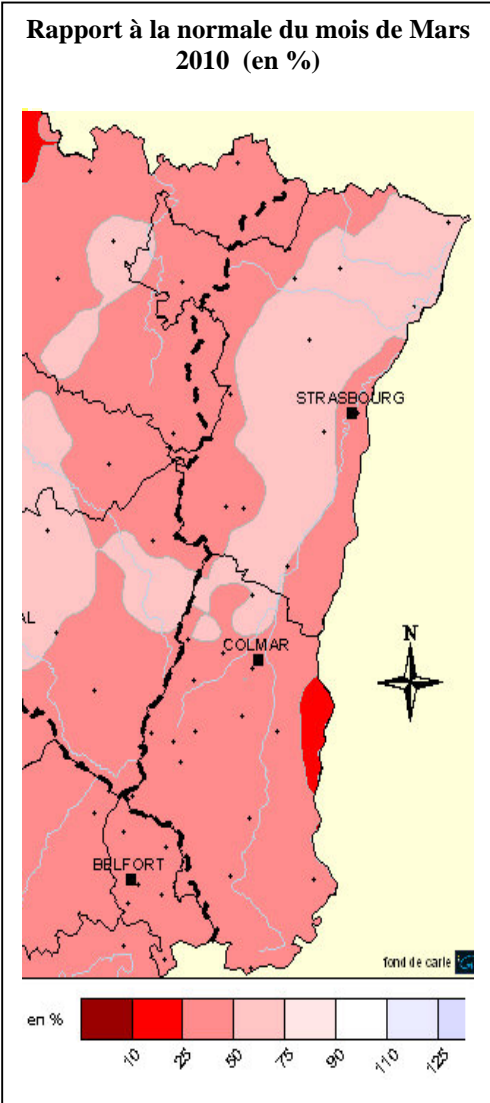 Rapport à la normale du mois de Mars
2010 (en %)
STRASBOURG
AL
COLMAR
N
BELFORT
fond de carte
en %
10 25 50 75 90 110 125